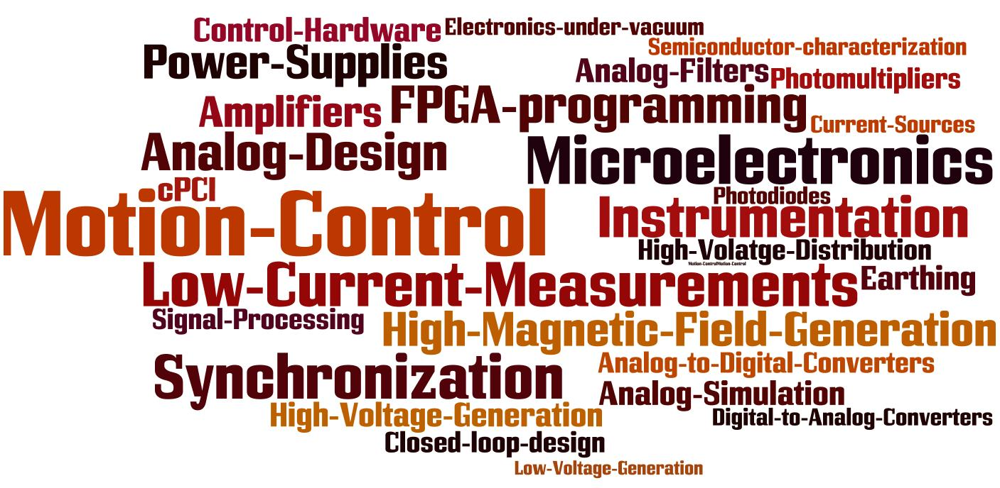 Control-Hardware
Electronics-under-vacuum
Semiconductor-characterization
Power-Supplies
Analog-Filters
Photomultipliers
Amplifiers
FPGA-programming
Current-Sources
Analog-Design
Microelectronics
cPCI
Photodiodes
Motion-Control
Instrumentation
High-Volatge-Distribution
Motion-ControlMotion-Control
Low-Current-Measurements
Earthing
Signal-Processing
High-Magnetic-Field-Generation
Synchronization
Analog-to-Digital-Converters
Analog-Simulation
High-Voltage-Generation
Digital-to-Analog-Converters
Closed-loop-design
Low-Voltage-Generation